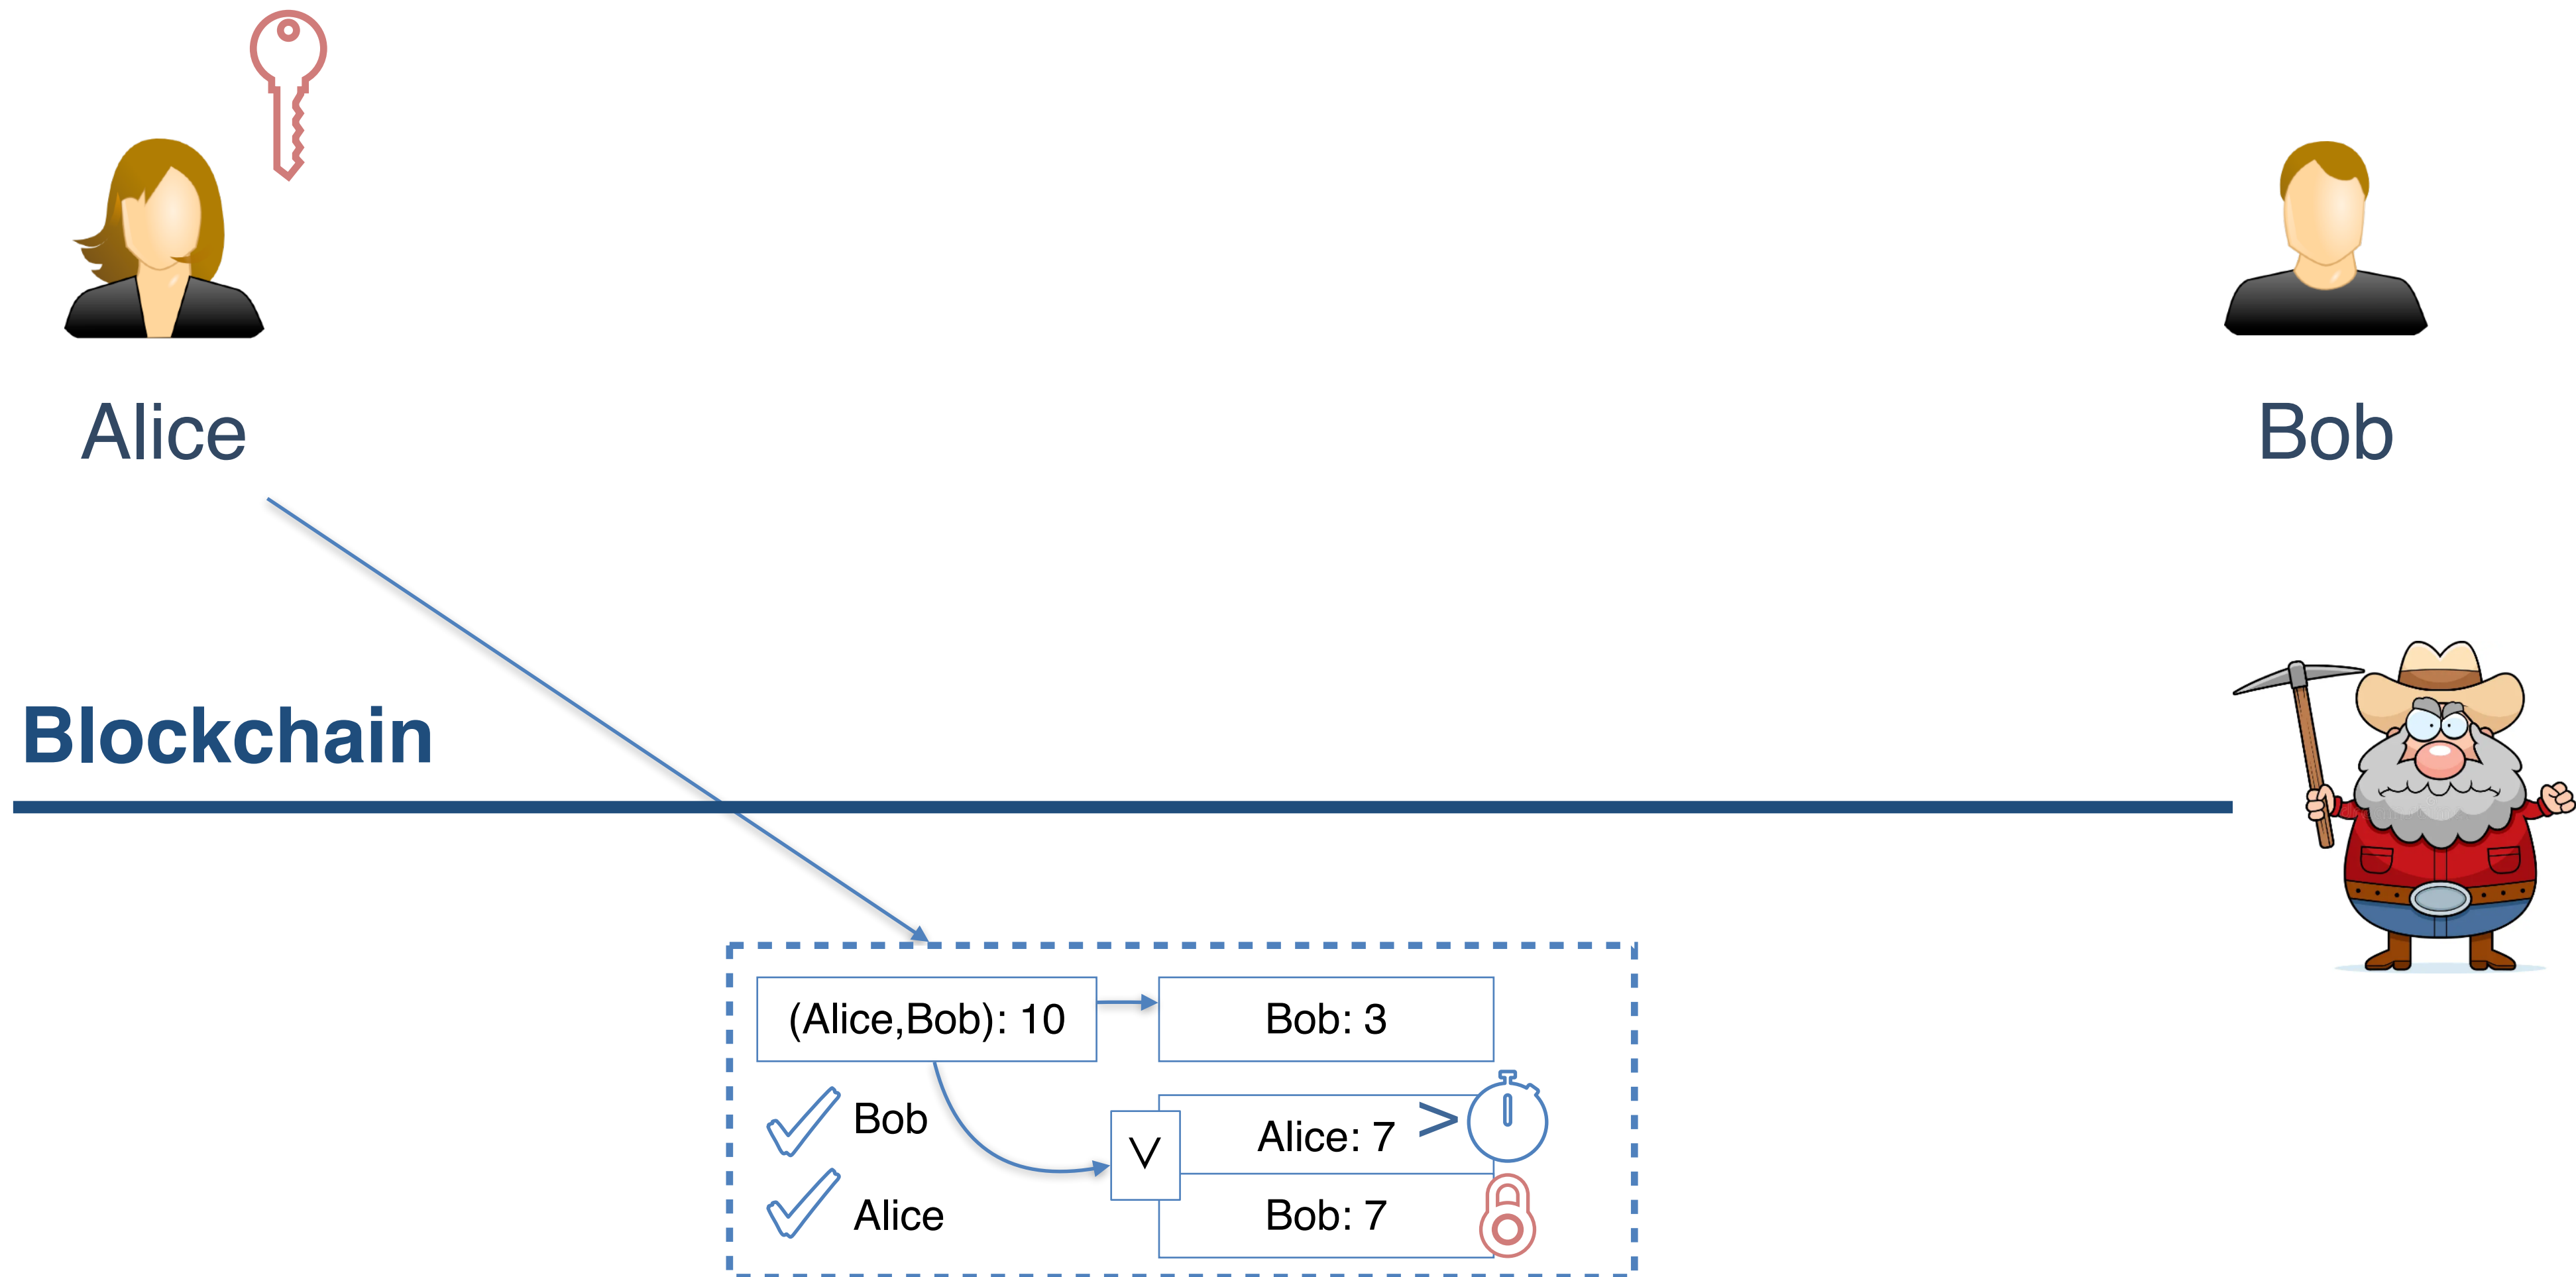 Alice
Bob
Blockchain
(Alice,Bob): 10
Bob: 3
Bob
Alice
∨
Alice: 7 >
Bob: 7